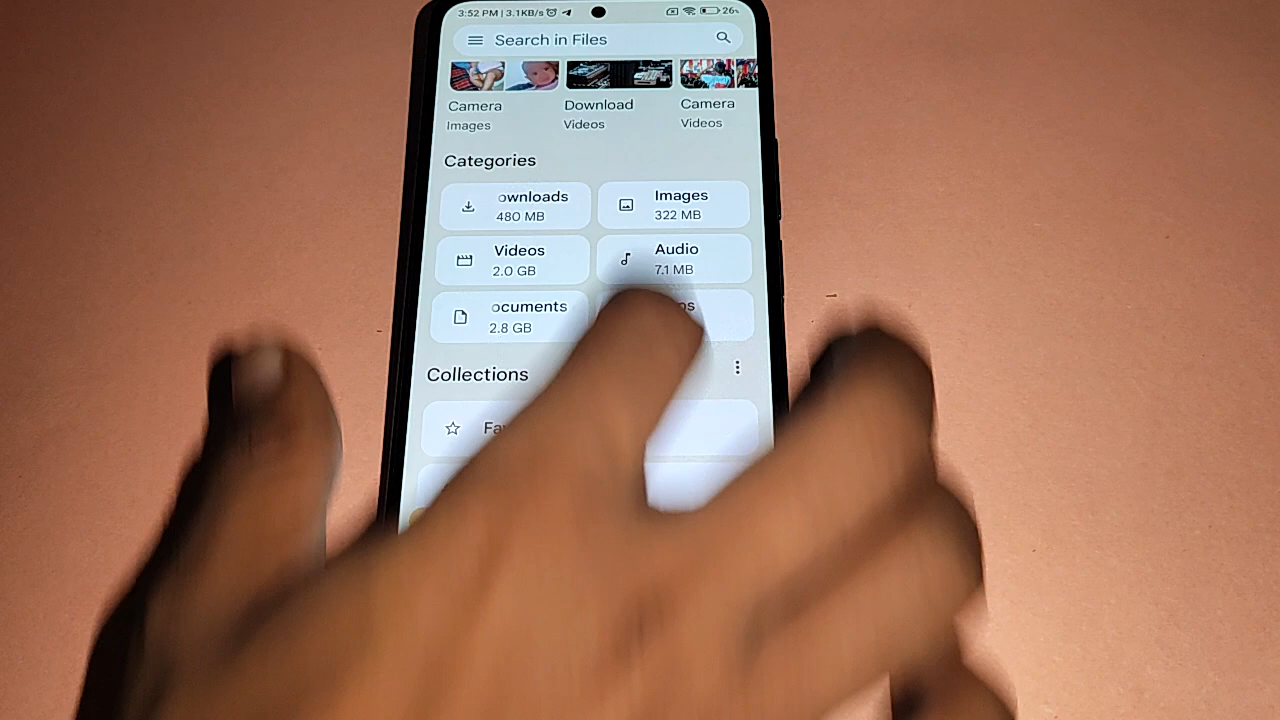 3:52 PM | 3.1KB/s 26%
Search in Files
Camera Download Camera
Images Videos Videos
Categories
ownloads Images
480 MB 322 MB
Videos Audio
2.0 GB 7.1 MB
ocuments
2.8 GB
Collections